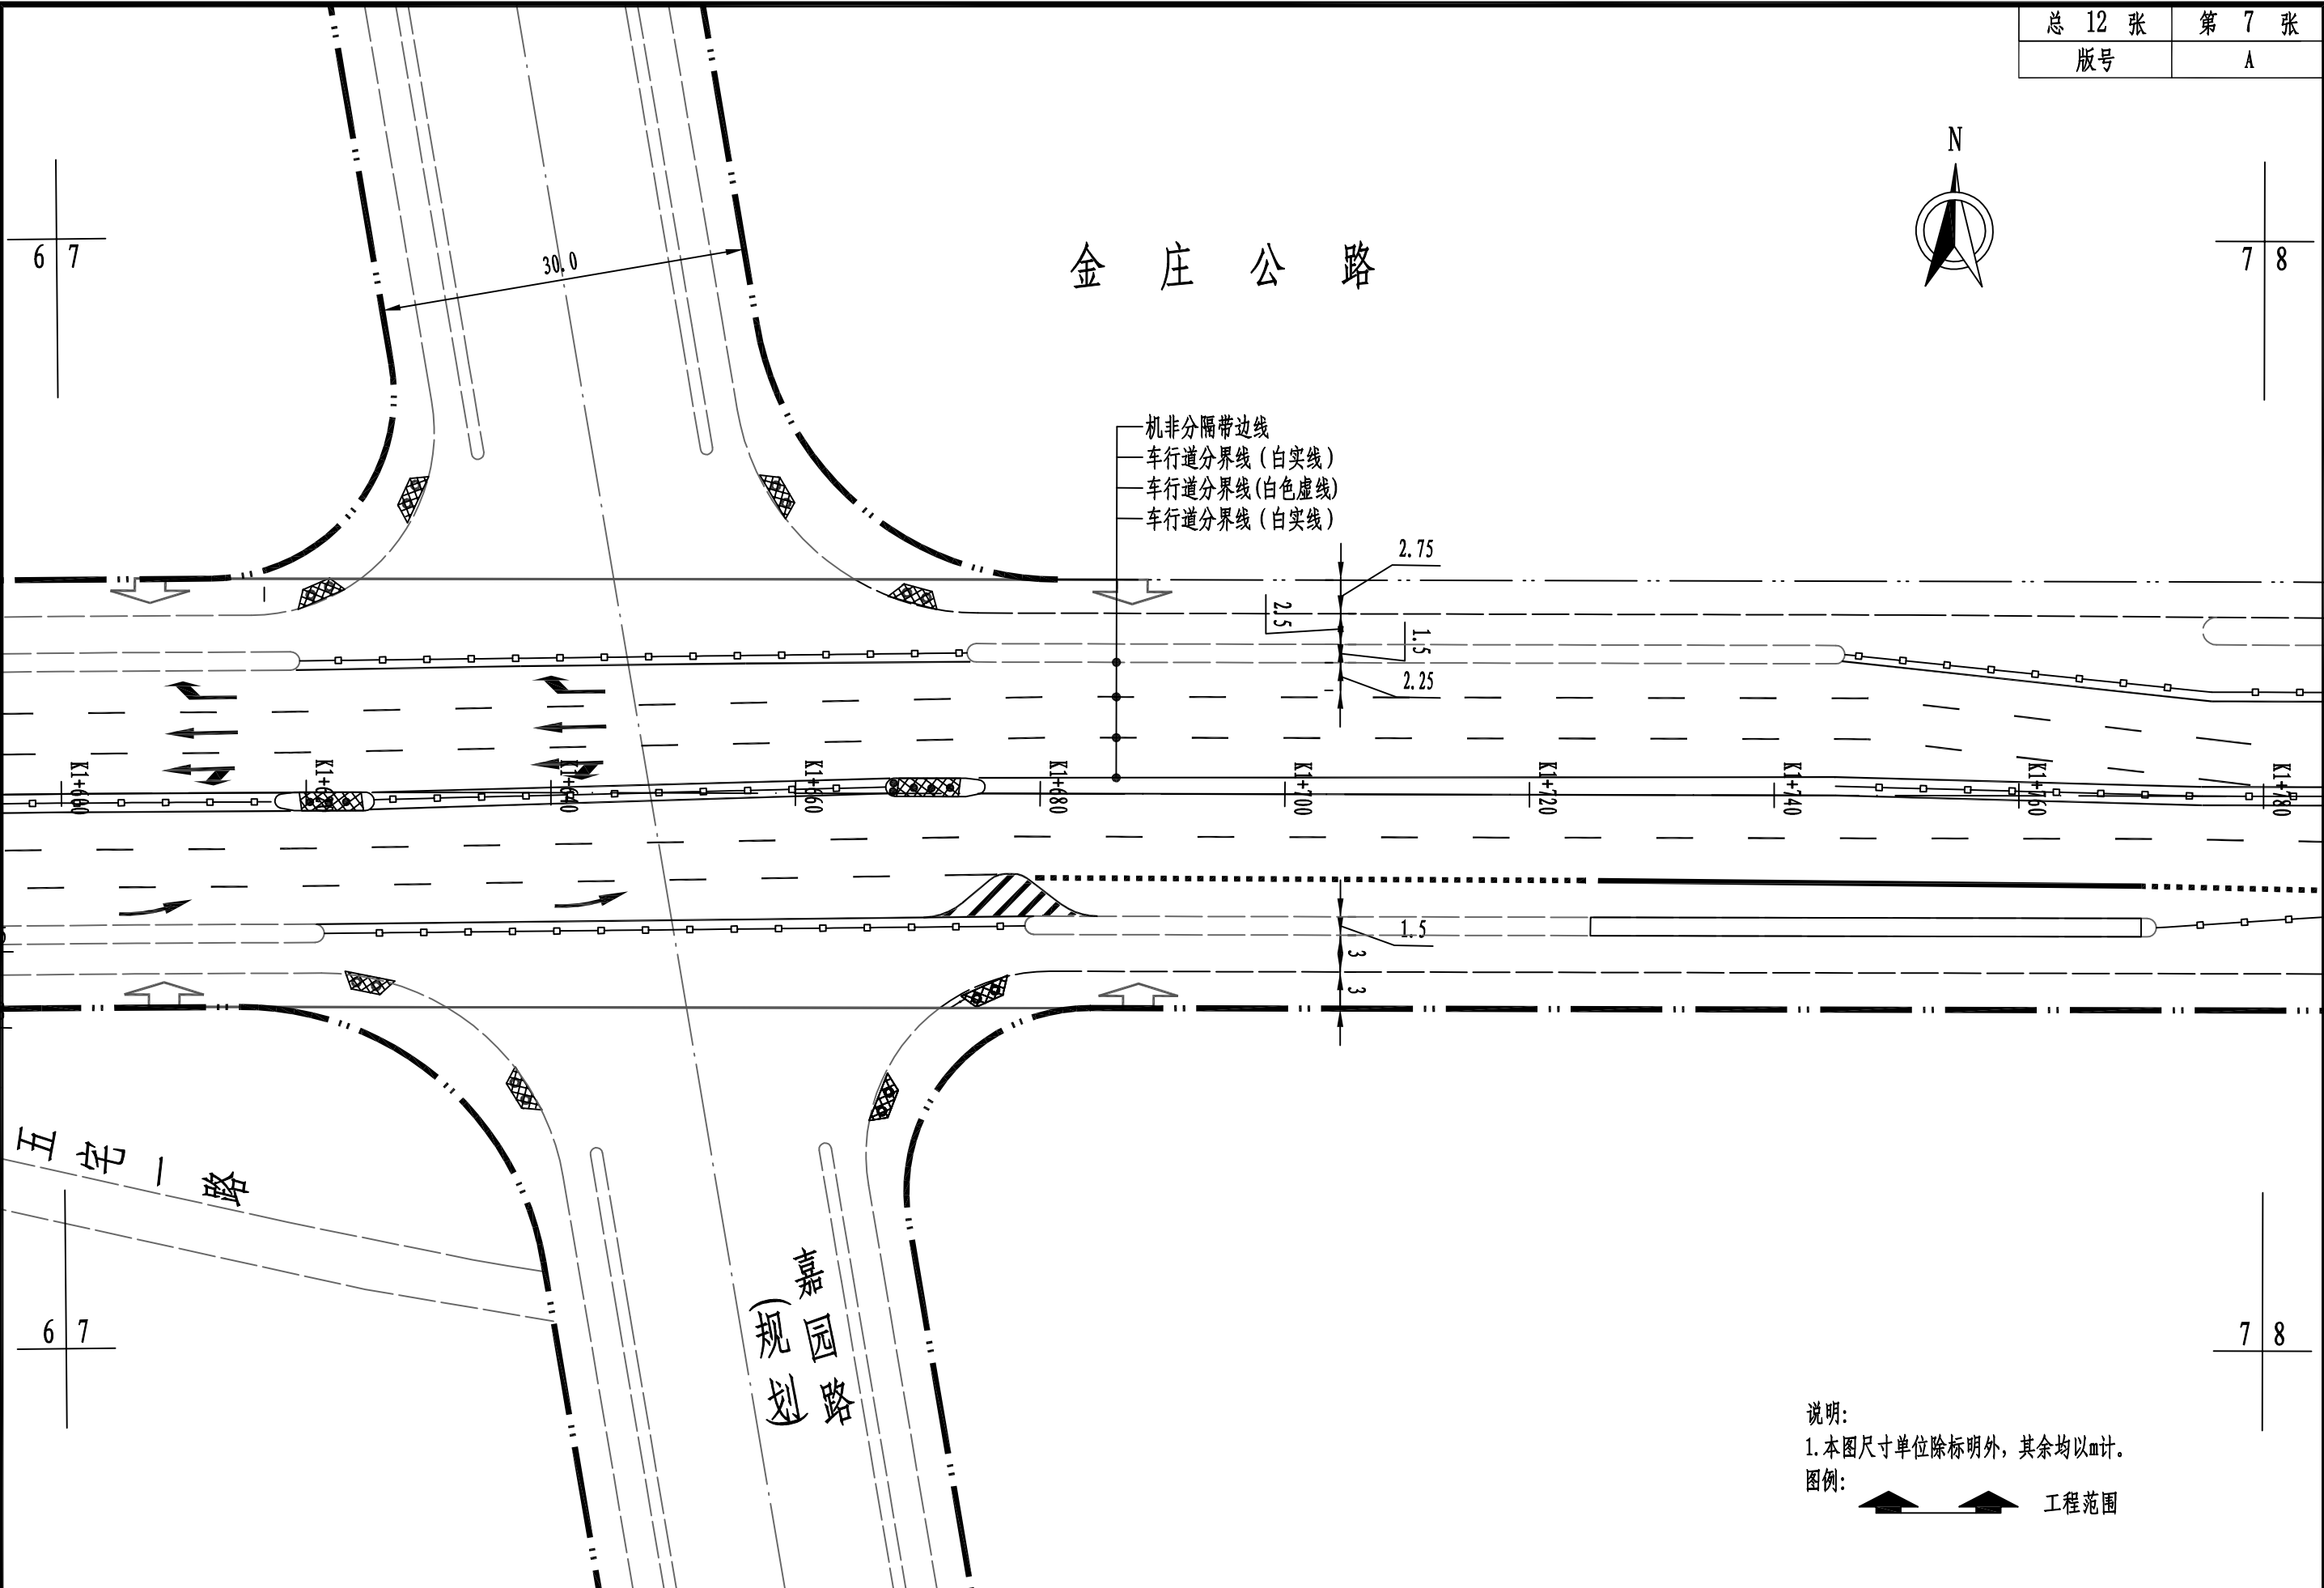 总 12 张 第 7 张
版号 A
N
6 7
7 8
30.0
金庄公路
机非分隔带边线
车行道分界线(白实线)
车行道分界线(白色虚线)
车行道分界线(白实线)
2.75
2.5
1.5
2.25
K1+600
K1+640
K1+660
K1+680
K1+700
K1+720
K1+740
K1+760
K1+780
1.5
3
3
五宅一路
6 7
嘉园路
(规划)
7 8
说明:
1.本图尺寸单位除标明外,其余均以m计。
图例:
工程范围